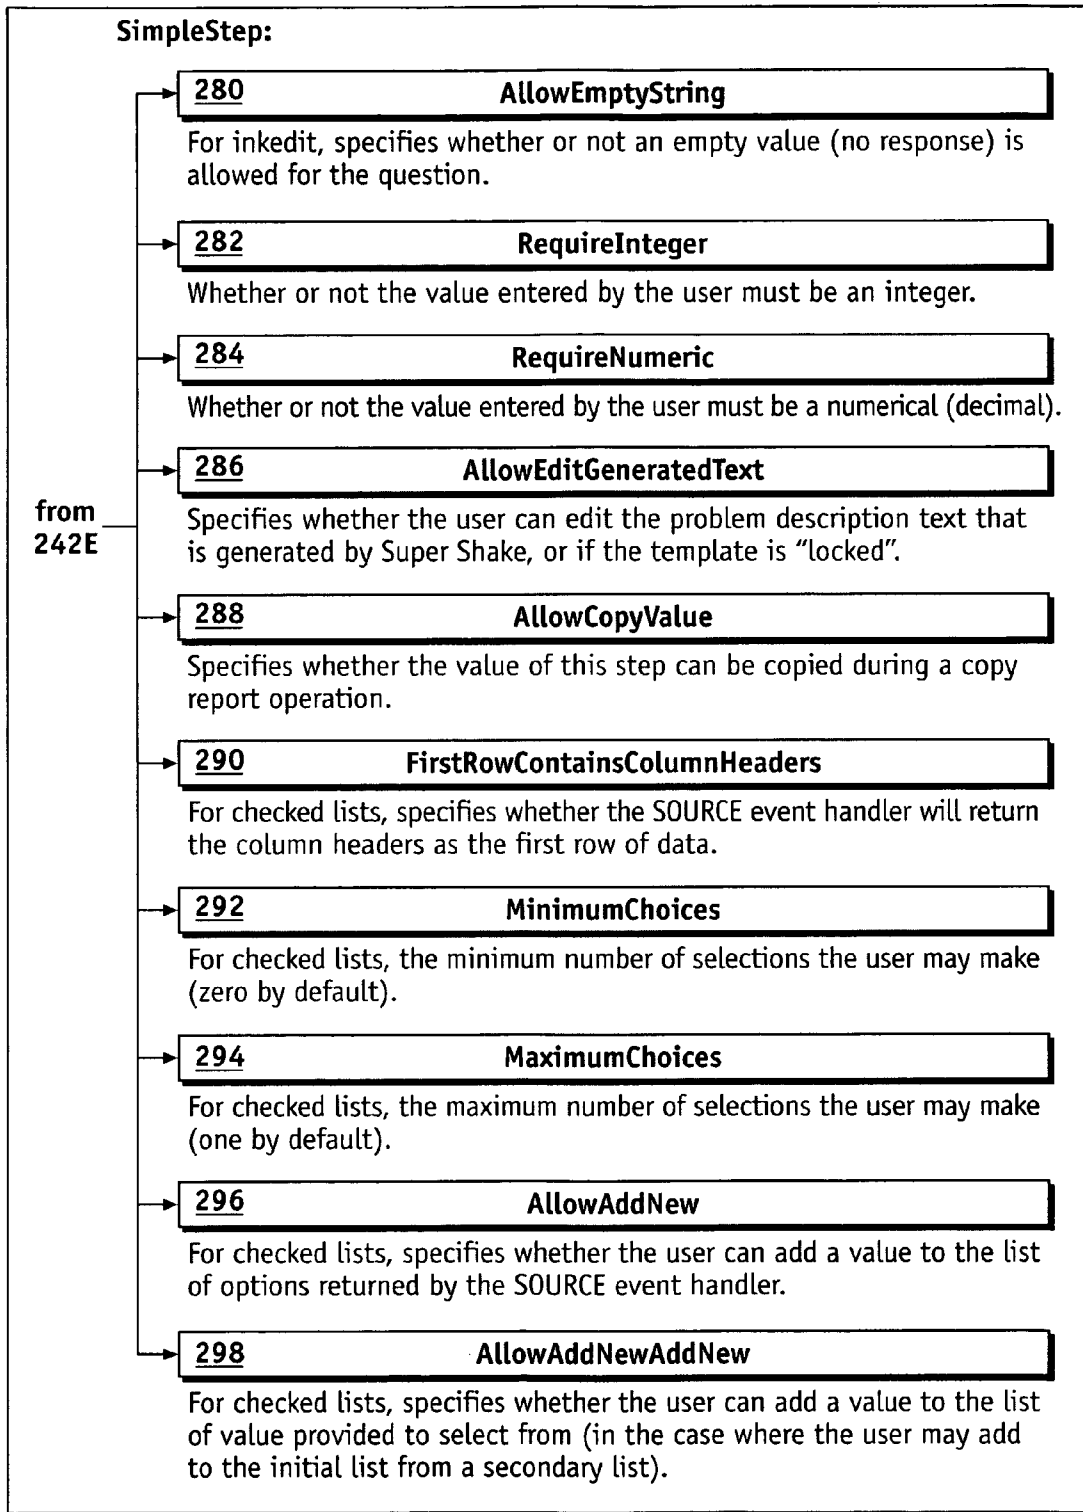 SimpleStep:
280 AllowEmptyString
For inkedit, specifies whether or not an empty value (no response) is
allowed for the question.
282 RequireInteger
Whether or not the value entered by the user must be an integer.
284 RequireNumeric
Whether or not the value entered by the user must be a numerical (decimal).
286 AllowEditGeneratedText
from
242E
Specifies whether the user can edit the problem description text that
is generated by Super Shake, or if the template is “locked”.
288 AllowCopyValue
Specifies whether the value of this step can be copied during a copy
report operation.
290 FirstRowContainsColumnHeaders
For checked lists, specifies whether the SOURCE event handler will return
the column headers as the first row of data.
292 MinimumChoices
For checked lists, the minimum number of selections the user may make
(zero by default).
294 MaximumChoices
For checked lists, the maximum number of selections the user may make
(one by default).
296 AllowAddNew
For checked lists, specifies whether the user can add a value to the list
of options returned by the SOURCE event handler.
298 AllowAddNewAddNew
For checked lists, specifies whether the user can add a value to the list
of value provided to select from (in the case where the user may add
to the initial list from a secondary list).